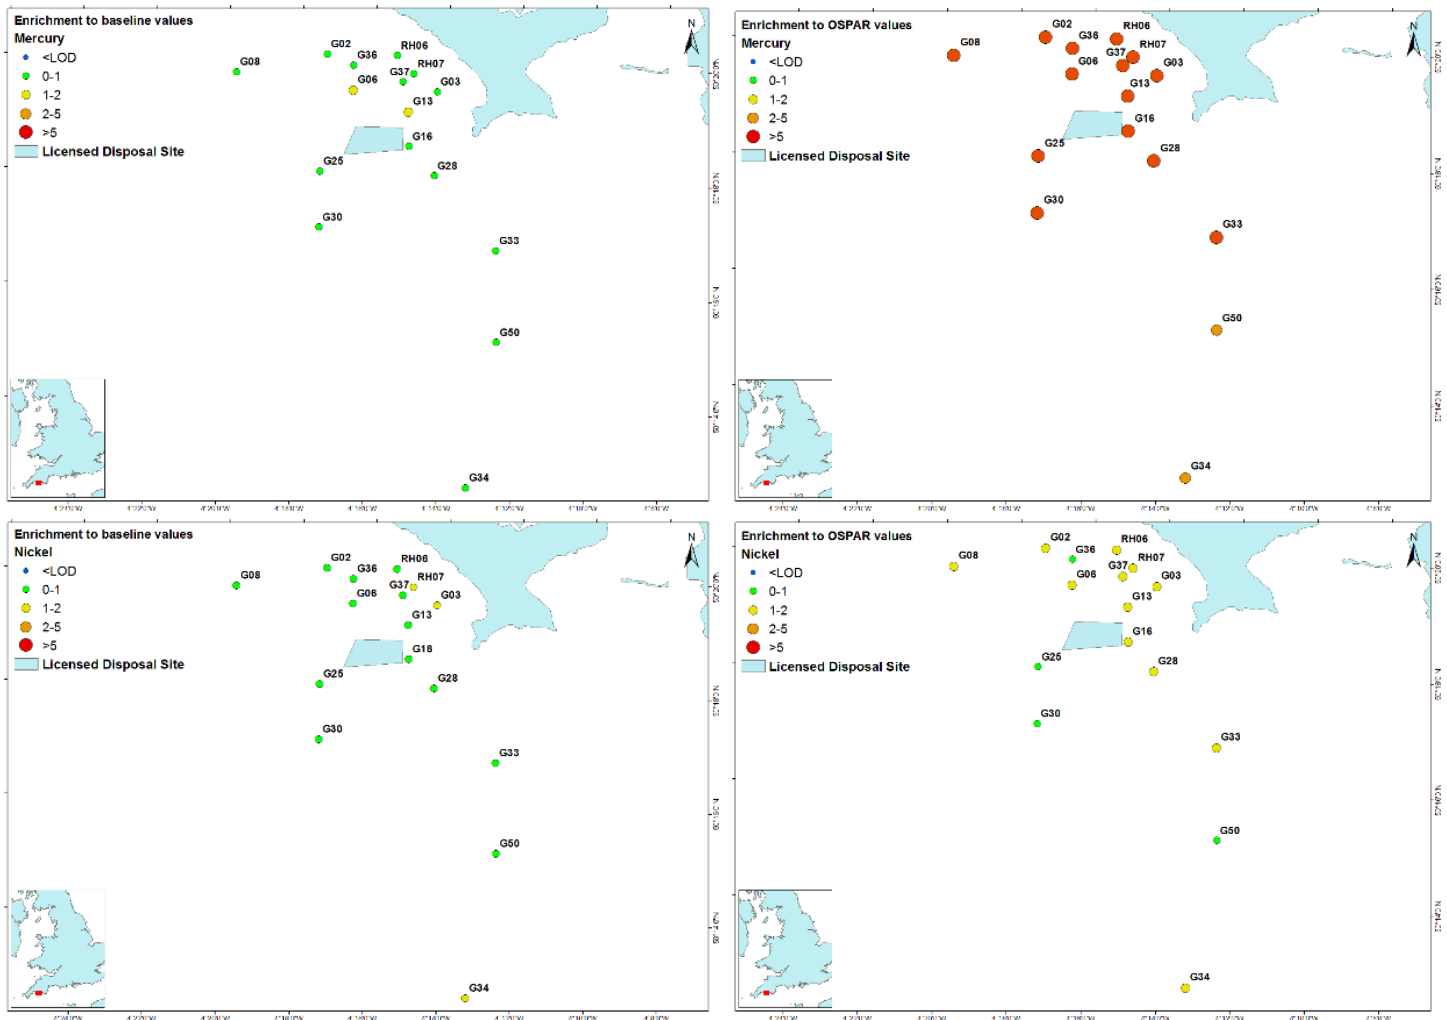 Enrichment to baseline values
Mercury
<LOD
0-1
1-2
2-5
>5
Licensed Disposal Site
N
G02
G36
RH06
G08
G37
RH07
G06
G03
G13
G16
G25
G28
G30
G33
G50
G34
Enrichment to OSPAR values
Mercury
<LOD
0-1
1-2
2-5
>5
Licensed Disposal Site
N
G02
G36
RH06
G08
G37
RH07
G06
G03
G13
G16
G25
G28
G30
G33
G50
G34
Enrichment to baseline values
Nickel
<LOD
0-1
1-2
2-5
>5
Licensed Disposal Site
N
G02
G36
RH06
G08
G37
RH07
G06
G03
G13
G16
G25
G28
G30
G33
G50
G34
Enrichment to OSPAR values
Nickel
<LOD
0-1
1-2
2-5
>5
Licensed Disposal Site
N
G02
G36
RH06
G08
G37
RH07
G06
G03
G13
G16
G25
G28
G30
G33
G50
G34